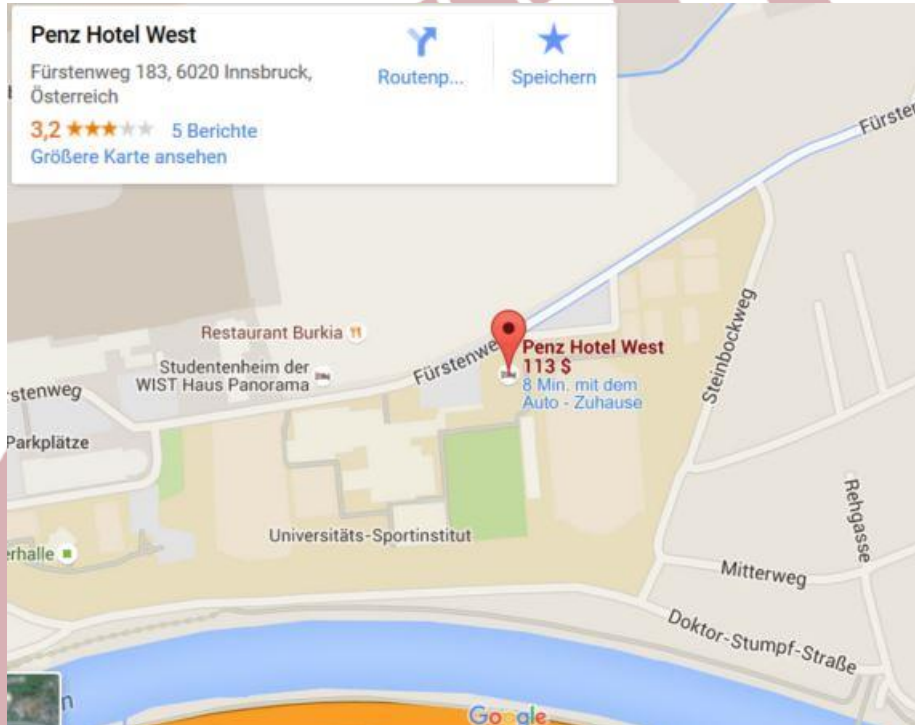 Penz Hotel West
Fürstenweg 183, 6020 Innsbruck,
Österreich
Routenp...
Speichern
3,2
5 Berichte
Größere Karte ansehen
Fürsten
Restaurant Burkia
Studentenheim der
WIST Haus Panorama
Fürstenwe
Penz Hotel West
113 $
8 Min. mit dem
Auto - Zuhause
Steinbockweg
rstenweg
Parkplätze
Rehgasse
Universitäts-Sportinstitut
erhalle
Mitterweg
Doktor-Stumpf-Straße
n
Google